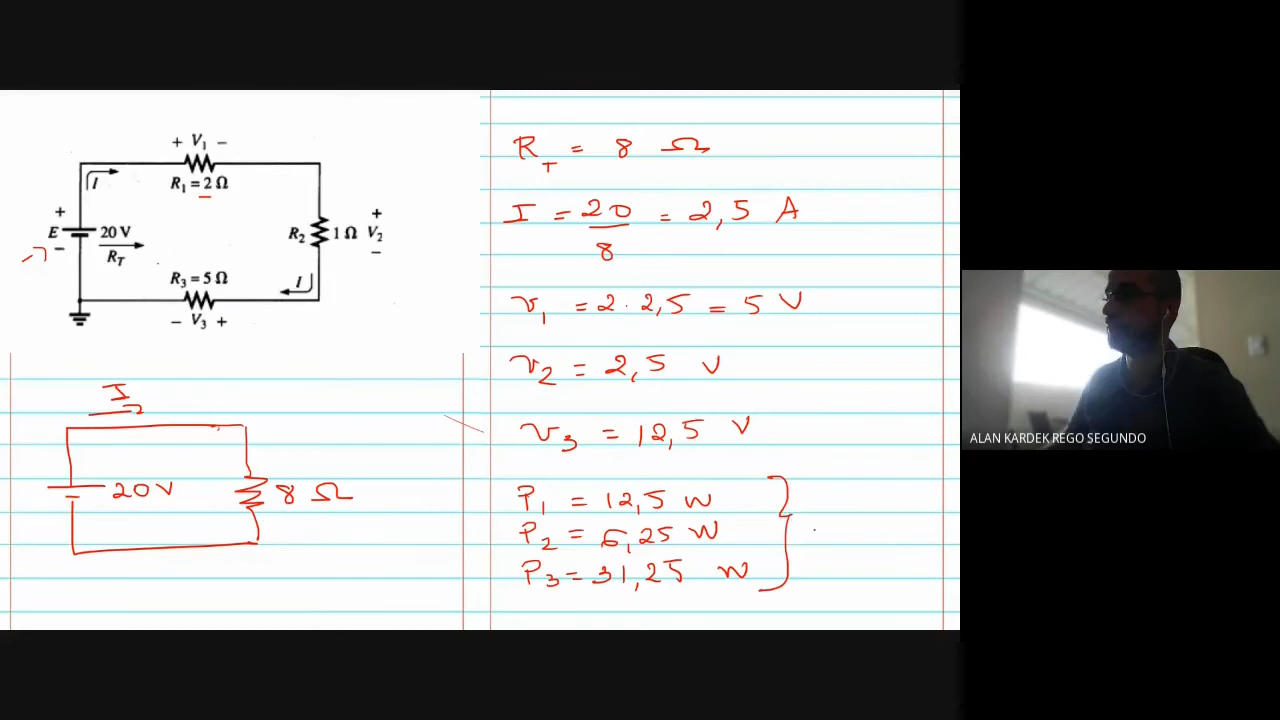 + V₁ −
I
R₁ = 2 Ω
+
E 20 V
−
R_T
R₂ 1 Ω
+
V₂
−
R₃ = 5 Ω
I
− V₃ +
I
20V
8 Ω
R_T = 8 Ω
I = 20/8 = 2,5 A
V₁ = 2 · 2,5 = 5 V
V₂ = 2,5 V
V₃ = 12,5 V
P₁ = 12,5 W
P₂ = 6,25 W
P₃ = 31,25 W
ALAN KARDEK REGO SEGUNDO